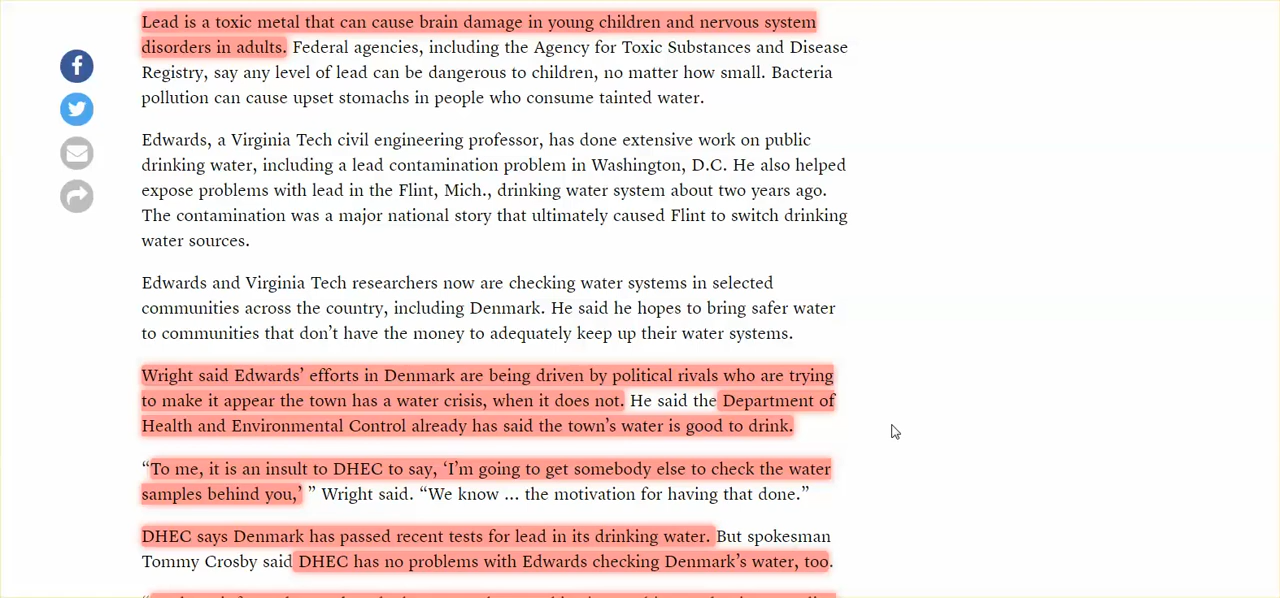 Lead is a toxic metal that can cause brain damage in young children and nervous system
disorders in adults. Federal agencies, including the Agency for Toxic Substances and Disease
Registry, say any level of lead can be dangerous to children, no matter how small. Bacteria
pollution can cause upset stomachs in people who consume tainted water.
Edwards, a Virginia Tech civil engineering professor, has done extensive work on public
drinking water, including a lead contamination problem in Washington, D.C. He also helped
expose problems with lead in the Flint, Mich., drinking water system about two years ago.
The contamination was a major national story that ultimately caused Flint to switch drinking
water sources.
Edwards and Virginia Tech researchers now are checking water systems in selected
communities across the country, including Denmark. He said he hopes to bring safer water
to communities that don’t have the money to adequately keep up their water systems.
Wright said Edwards’ efforts in Denmark are being driven by political rivals who are trying
to make it appear the town has a water crisis, when it does not. He said the Department of
Health and Environmental Control already has said the town’s water is good to drink.
“To me, it is an insult to DHEC to say, ‘I’m going to get somebody else to check the water
samples behind you,’ ” Wright said. “We know ... the motivation for having that done.”
DHEC says Denmark has passed recent tests for lead in its drinking water. But spokesman
Tommy Crosby said DHEC has no problems with Edwards checking Denmark’s water, too.